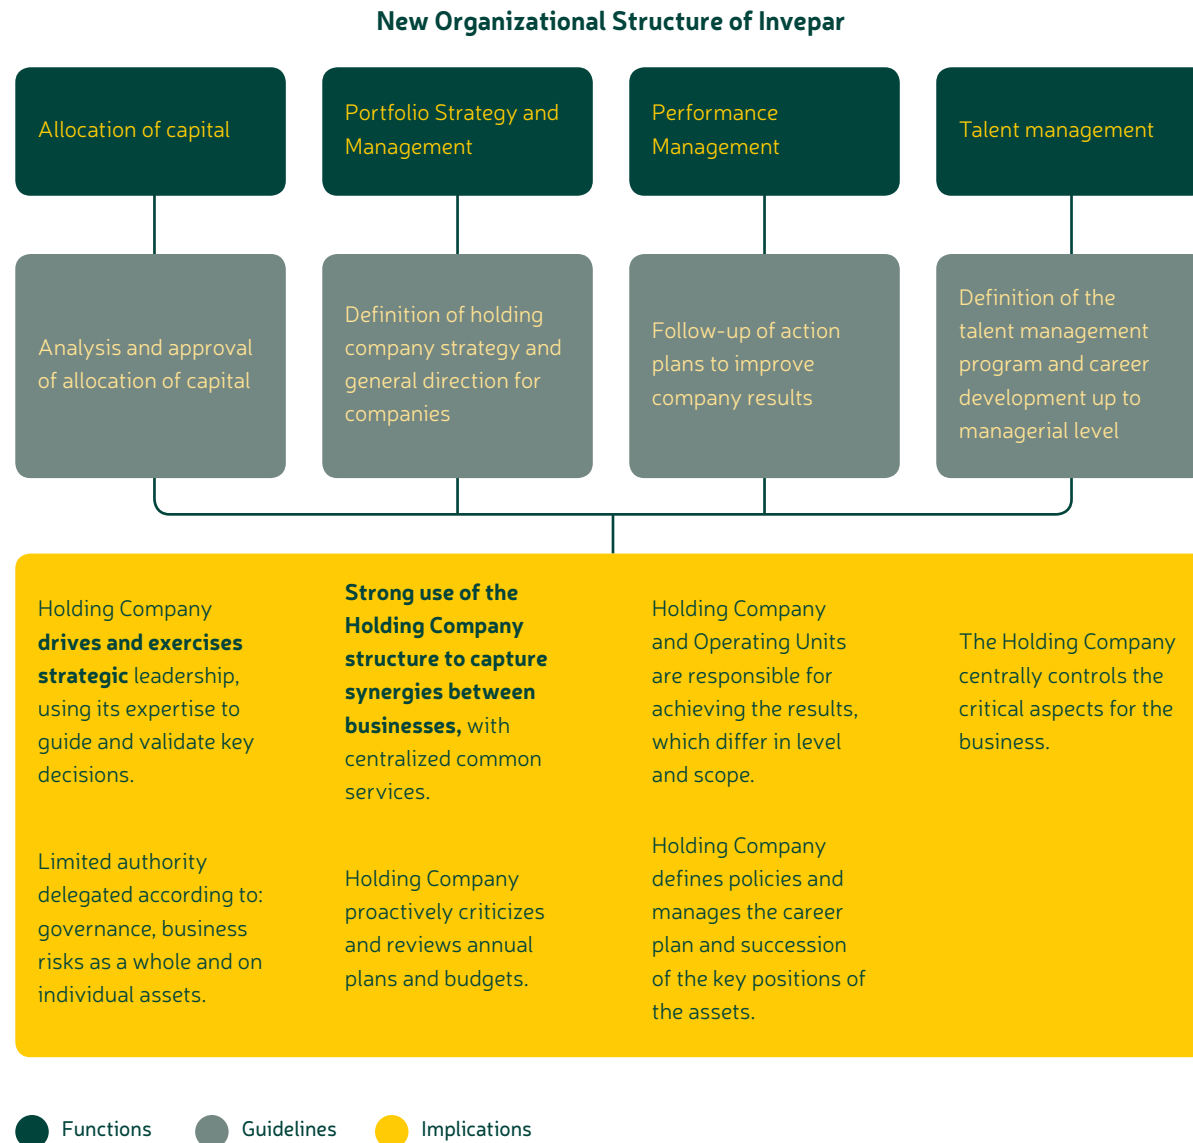 New Organizational Structure of Invepar
Allocation of capital
Portfolio Strategy and
Management
Performance
Management
Talent management
Analysis and approval
of allocation of capital
Definition of holding
company strategy and
general direction for
companies
Follow-up of action
plans to improve
company results
Definition of the
talent management
program and career
development up to
managerial level
Holding Company
drives and exercises
strategic leadership,
using its expertise to
guide and validate key
decisions.
Limited authority
delegated according to:
governance, business
risks as a whole and on
individual assets.
Strong use of the
Holding Company
structure to capture
synergies between
businesses, with
centralized common
services.
Holding Company
proactively criticizes
and reviews annual
plans and budgets.
Holding Company
and Operating Units
are responsible for
achieving the results,
which differ in level
and scope.
Holding Company
defines policies and
manages the career
plan and succession
of the key positions of
the assets.
The Holding Company
centrally controls the
critical aspects for the
business.
Functions
Guidelines
Implications